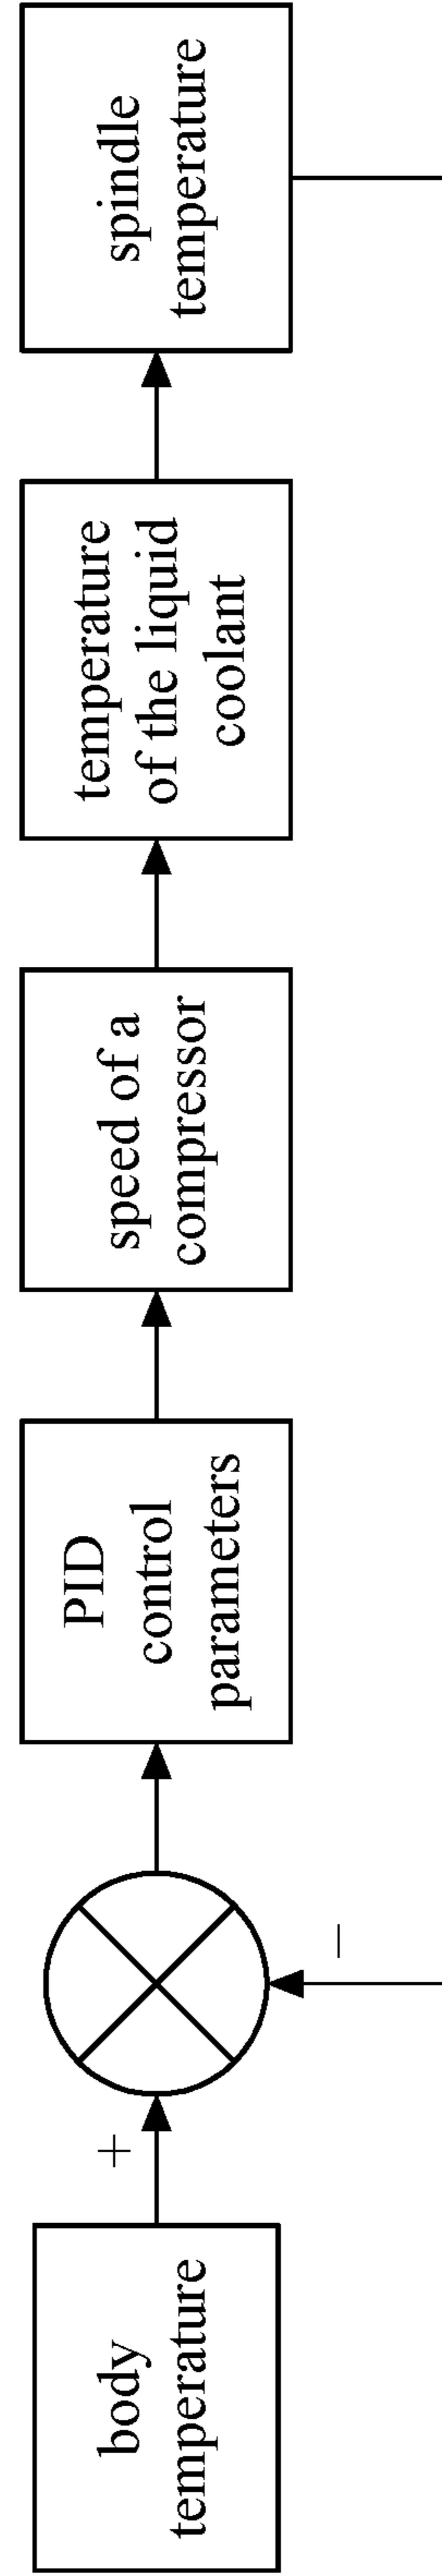 body
temperature
+
−
PID
control
parameters
speed of a
compressor
temperature
of the liquid
coolant
spindle
temperature